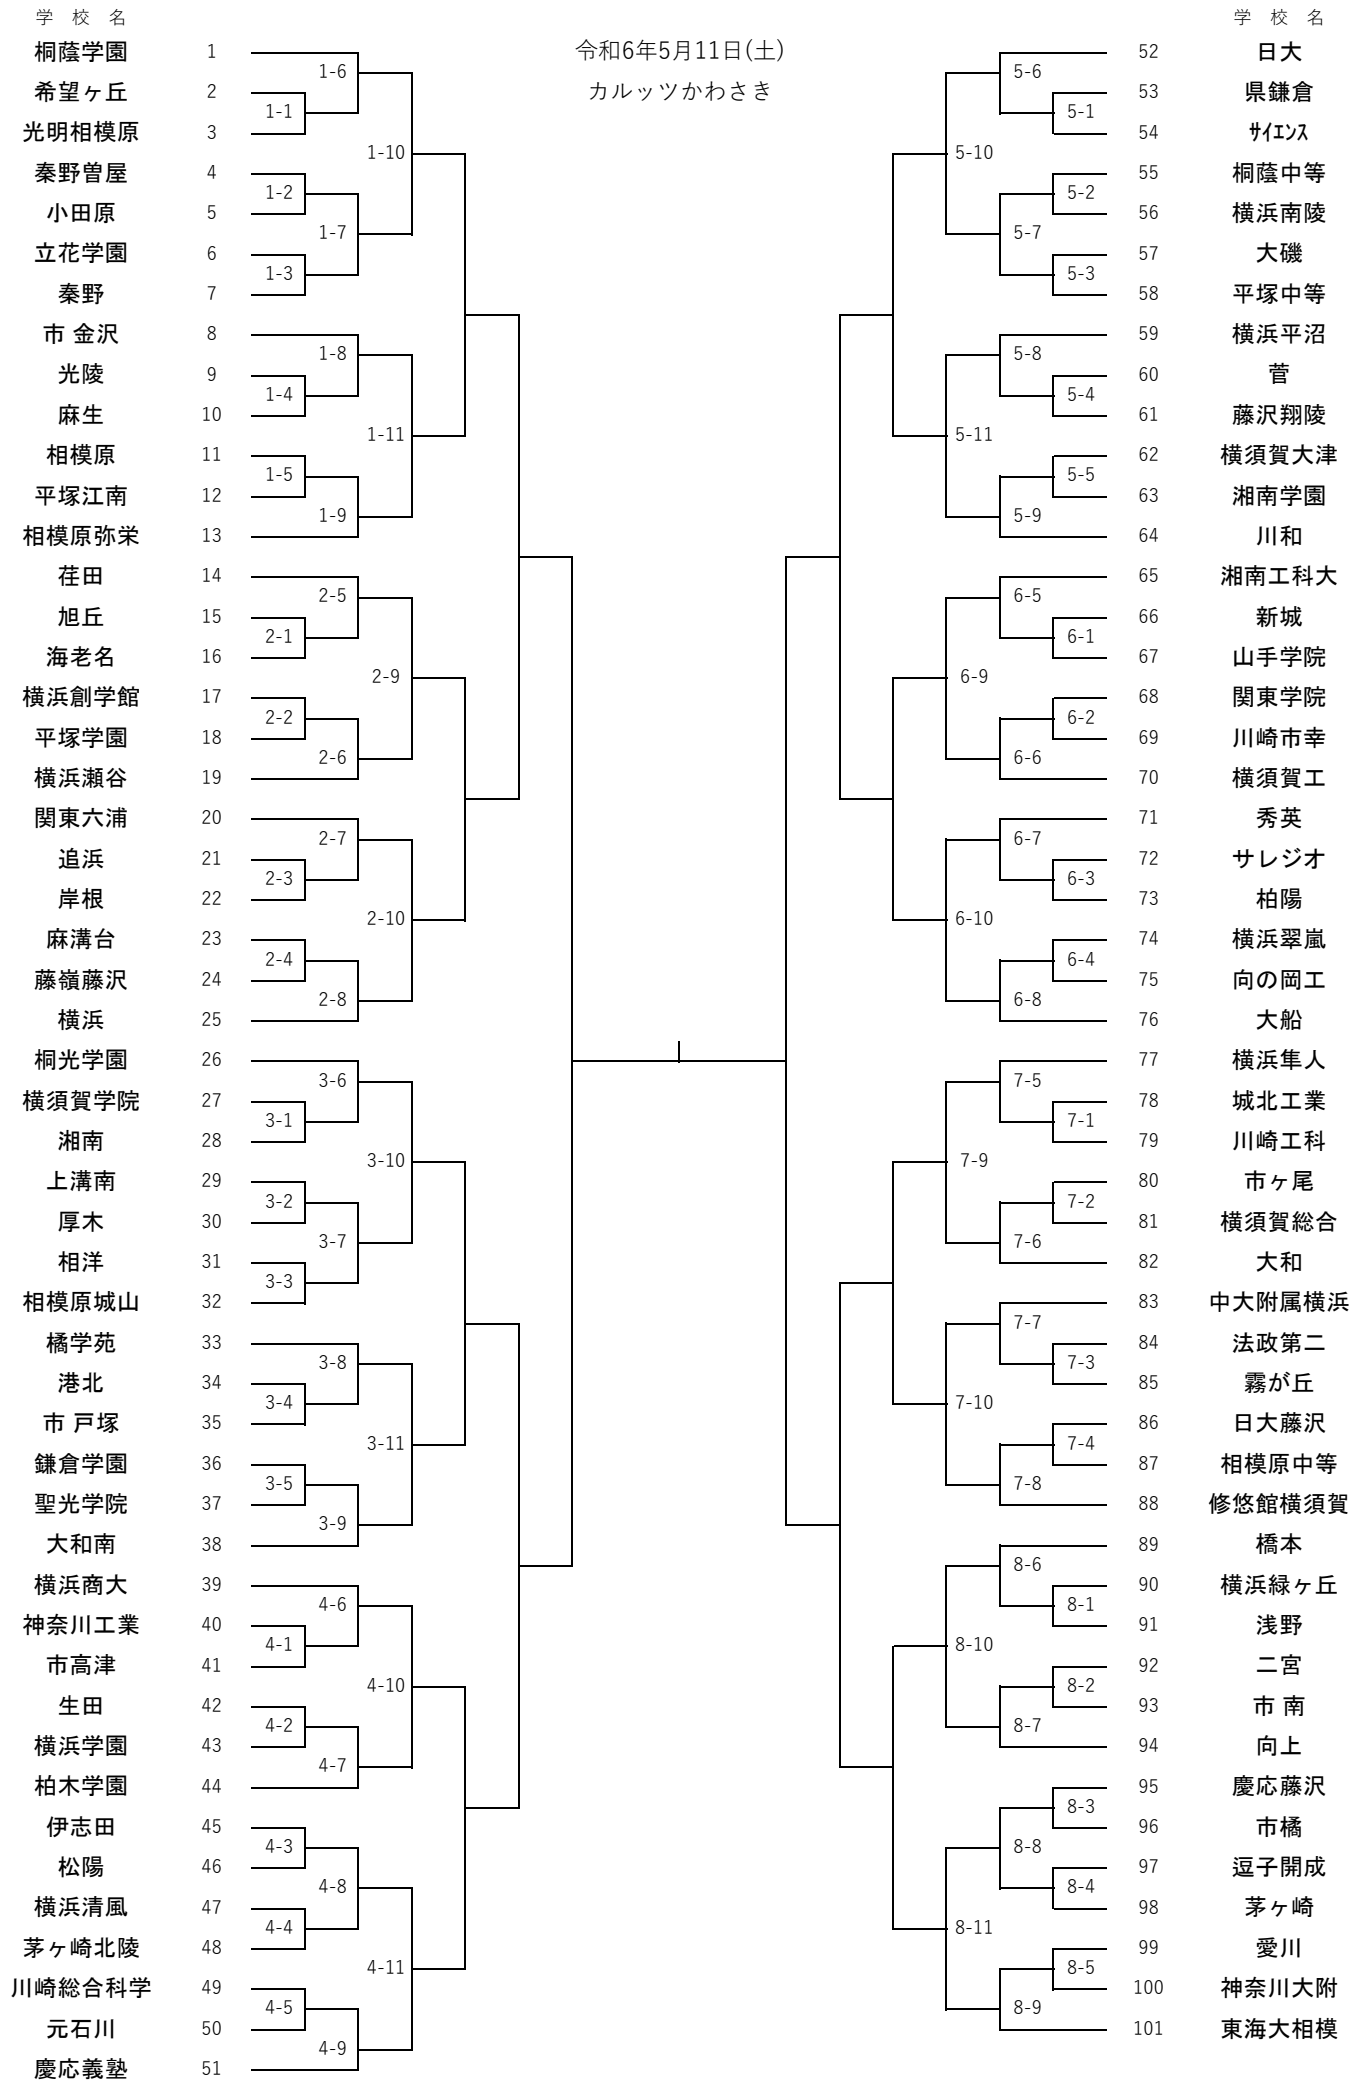 学 校 名 学 校 名
桐蔭学園 1 令和6年5月11日(土) 52 日大
1-6 5-6
希望ヶ丘 2 カルッツかわさき 53 県鎌倉
1-1 5-1
光明相模原 3 54 ｻｲｴﾝｽ
1-10 5-10
秦野曽屋 4 55 桐蔭中等
1-2 5-2
小田原 5 56 横浜南陵
1-7 5-7
立花学園 6 57 大磯
1-3 5-3
秦野 7 58 平塚中等
市 金沢 8 59 横浜平沼
1-8 5-8
光陵 9 60 菅
1-4 5-4
麻生 10 61 藤沢翔陵
1-11 5-11
相模原 11 62 横須賀大津
1-5 5-5
平塚江南 12 63 湘南学園
1-9 5-9
相模原弥栄 13 64 川和
荏田 14 65 湘南工科大
2-5 6-5
旭丘 15 66 新城
2-1 6-1
海老名 16 67 山手学院
2-9 6-9
横浜創学館 17 68 関東学院
2-2 6-2
平塚学園 18 69 川崎市幸
2-6 6-6
横浜瀬谷 19 70 横須賀工
関東六浦 20 71 秀英
2-7 6-7
追浜 21 72 サレジオ
2-3 6-3
岸根 22 73 柏陽
2-10 6-10
麻溝台 23 74 横浜翠嵐
2-4 6-4
藤嶺藤沢 24 75 向の岡工
2-8 6-8
横浜 25 76 大船
桐光学園 26 77 横浜隼人
3-6 7-5
横須賀学院 27 78 城北工業
3-1 7-1
湘南 28 79 川崎工科
3-10 7-9
上溝南 29 80 市ヶ尾
3-2 7-2
厚木 30 81 横須賀総合
3-7 7-6
相洋 31 82 大和
3-3
相模原城山 32 83 中大附属横浜
7-7
橘学苑 33 84 法政第二
3-8 7-3
港北 34 85 霧が丘
3-4 7-10
市 戸塚 35 86 日大藤沢
3-11 7-4
鎌倉学園 36 87 相模原中等
3-5 7-8
聖光学院 37 88 修悠館横須賀
3-9
大和南 38 89 橋本
8-6
横浜商大 39 90 横浜緑ヶ丘
4-6 8-1
神奈川工業 40 91 浅野
4-1 8-10
市高津 41 92 二宮
4-10 8-2
生田 42 93 市 南
4-2 8-7
横浜学園 43 94 向上
4-7
柏木学園 44 95 慶応藤沢
8-3
伊志田 45 96 市橘
4-3 8-8
松陽 46 97 逗子開成
4-8 8-4
横浜清風 47 98 茅ヶ崎
4-4 8-11
茅ヶ崎北陵 48 99 愛川
4-11 8-5
川崎総合科学 49 100 神奈川大附
4-5 8-9
元石川 50 101 東海大相模
4-9
慶応義塾 51